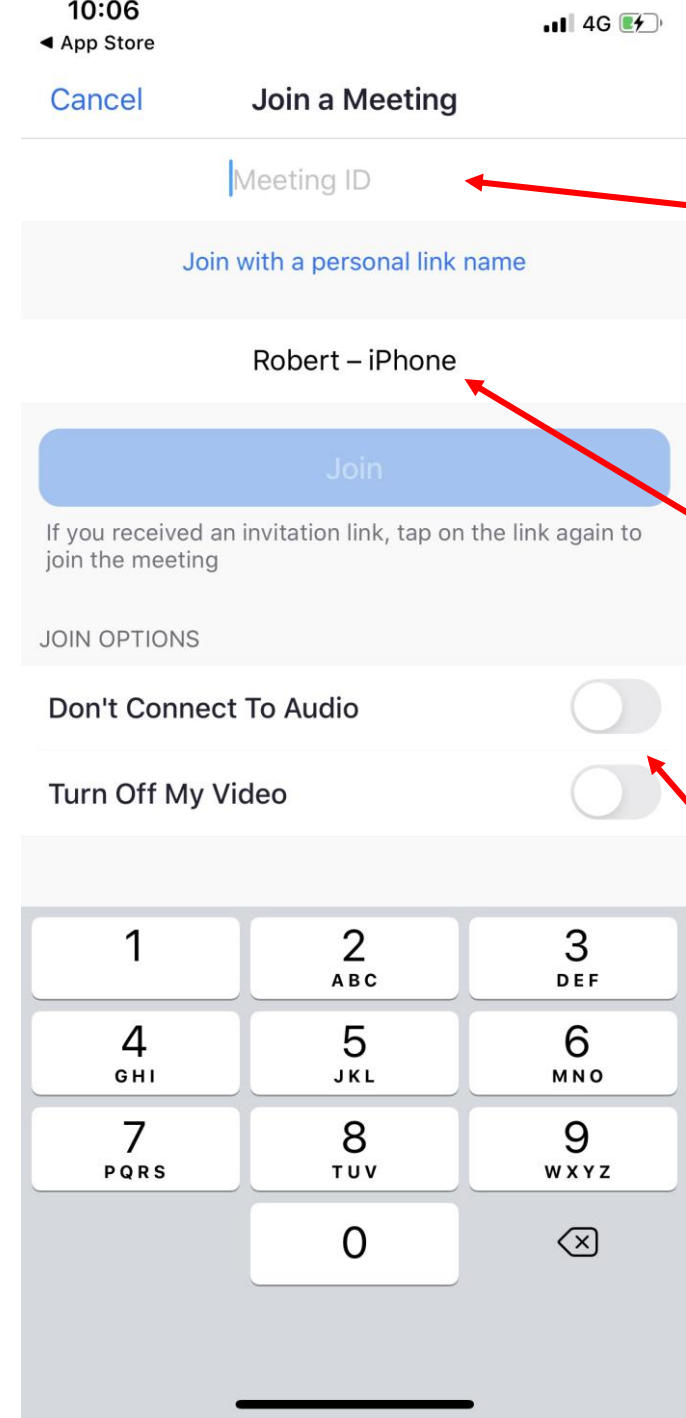 10:06
4G
◀ App Store
Cancel
Join a Meeting
Meeting ID
Join with a personal link name
Robert – iPhone
Join
If you received an invitation link, tap on the link again to
join the meeting
JOIN OPTIONS
Don't Connect To Audio
Turn Off My Video
1 2 3
ABC DEF
4 5 6
GHI JKL MNO
7 8 9
PQRS TUV WXYZ
0